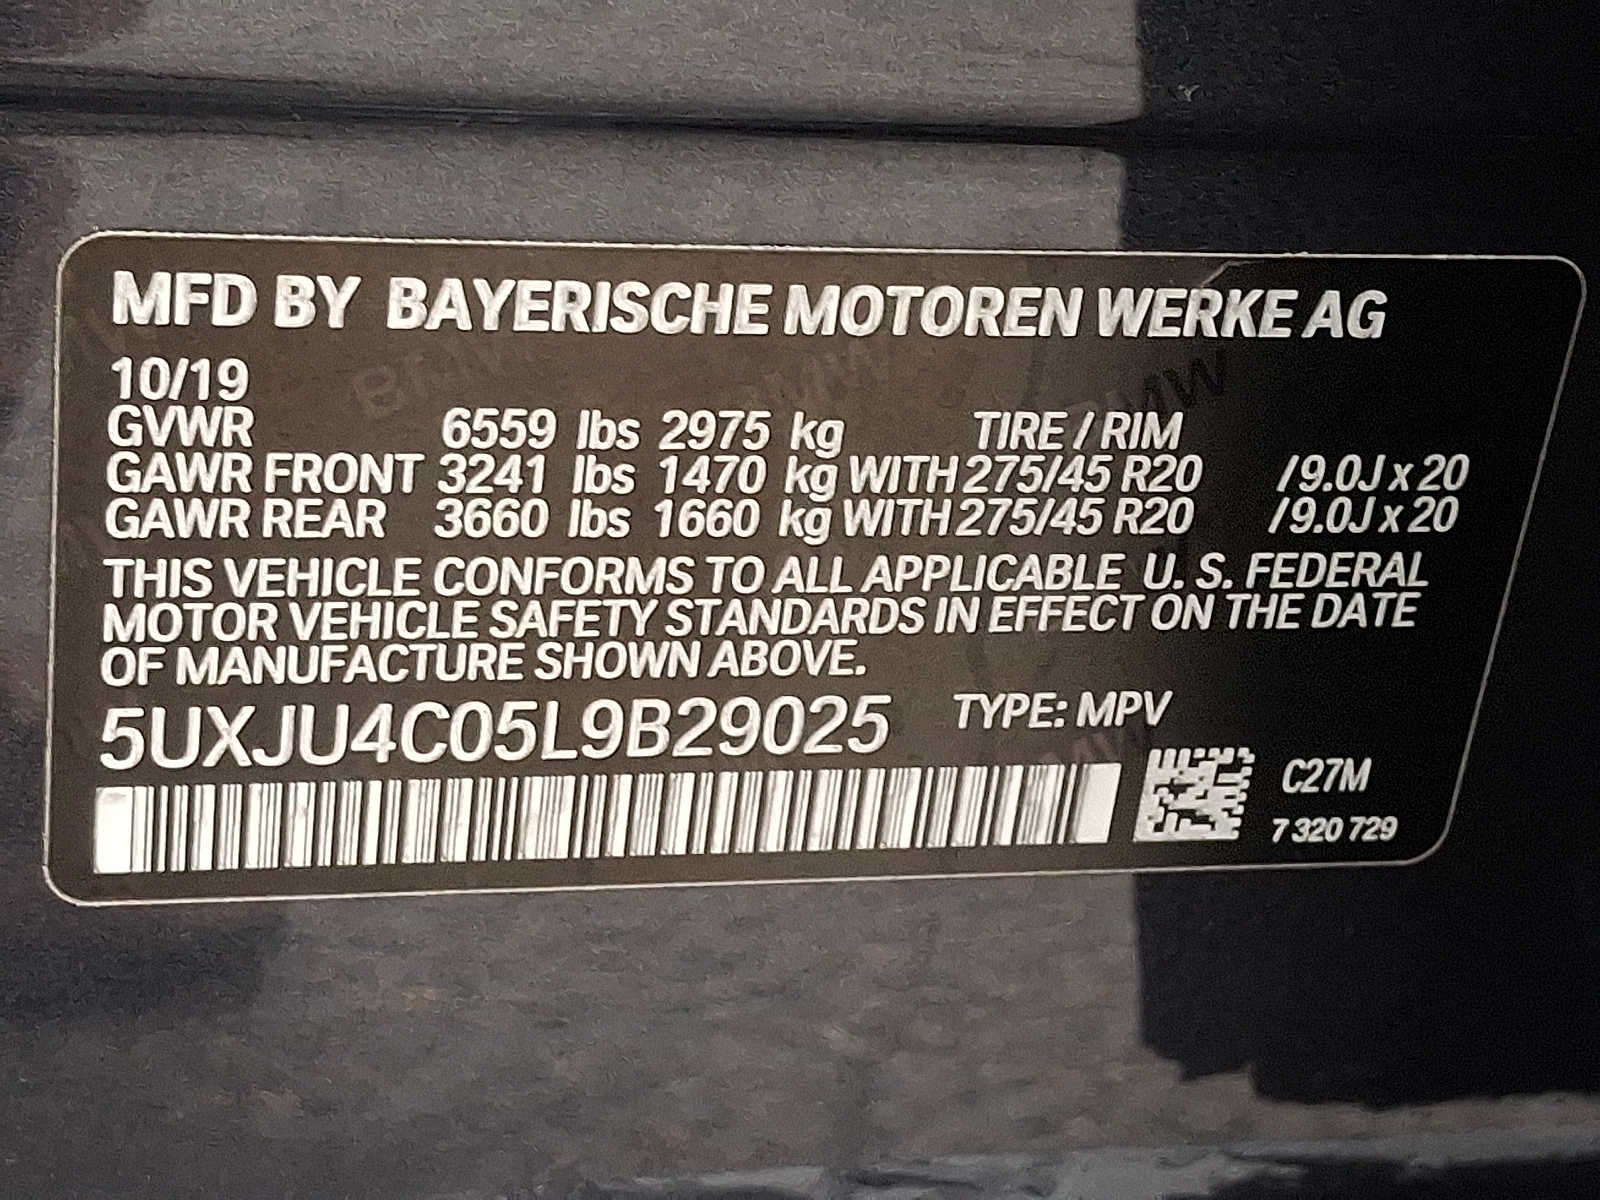 MFD BY BAYERISCHE MOTOREN WERKE AG
10/19
GVWR 6559 lbs 2975 kg TIRE / RIM
GAWR FRONT 3241 lbs 1470 kg WITH 275/45 R20 /9.0J x 20
GAWR REAR 3660 lbs 1660 kg WITH 275/45 R20 /9.0J x 20
THIS VEHICLE CONFORMS TO ALL APPLICABLE U. S. FEDERAL
MOTOR VEHICLE SAFETY STANDARDS IN EFFECT ON THE DATE
OF MANUFACTURE SHOWN ABOVE.
5UXJU4C05L9B29025 TYPE: MPV
C27M
7 320 729